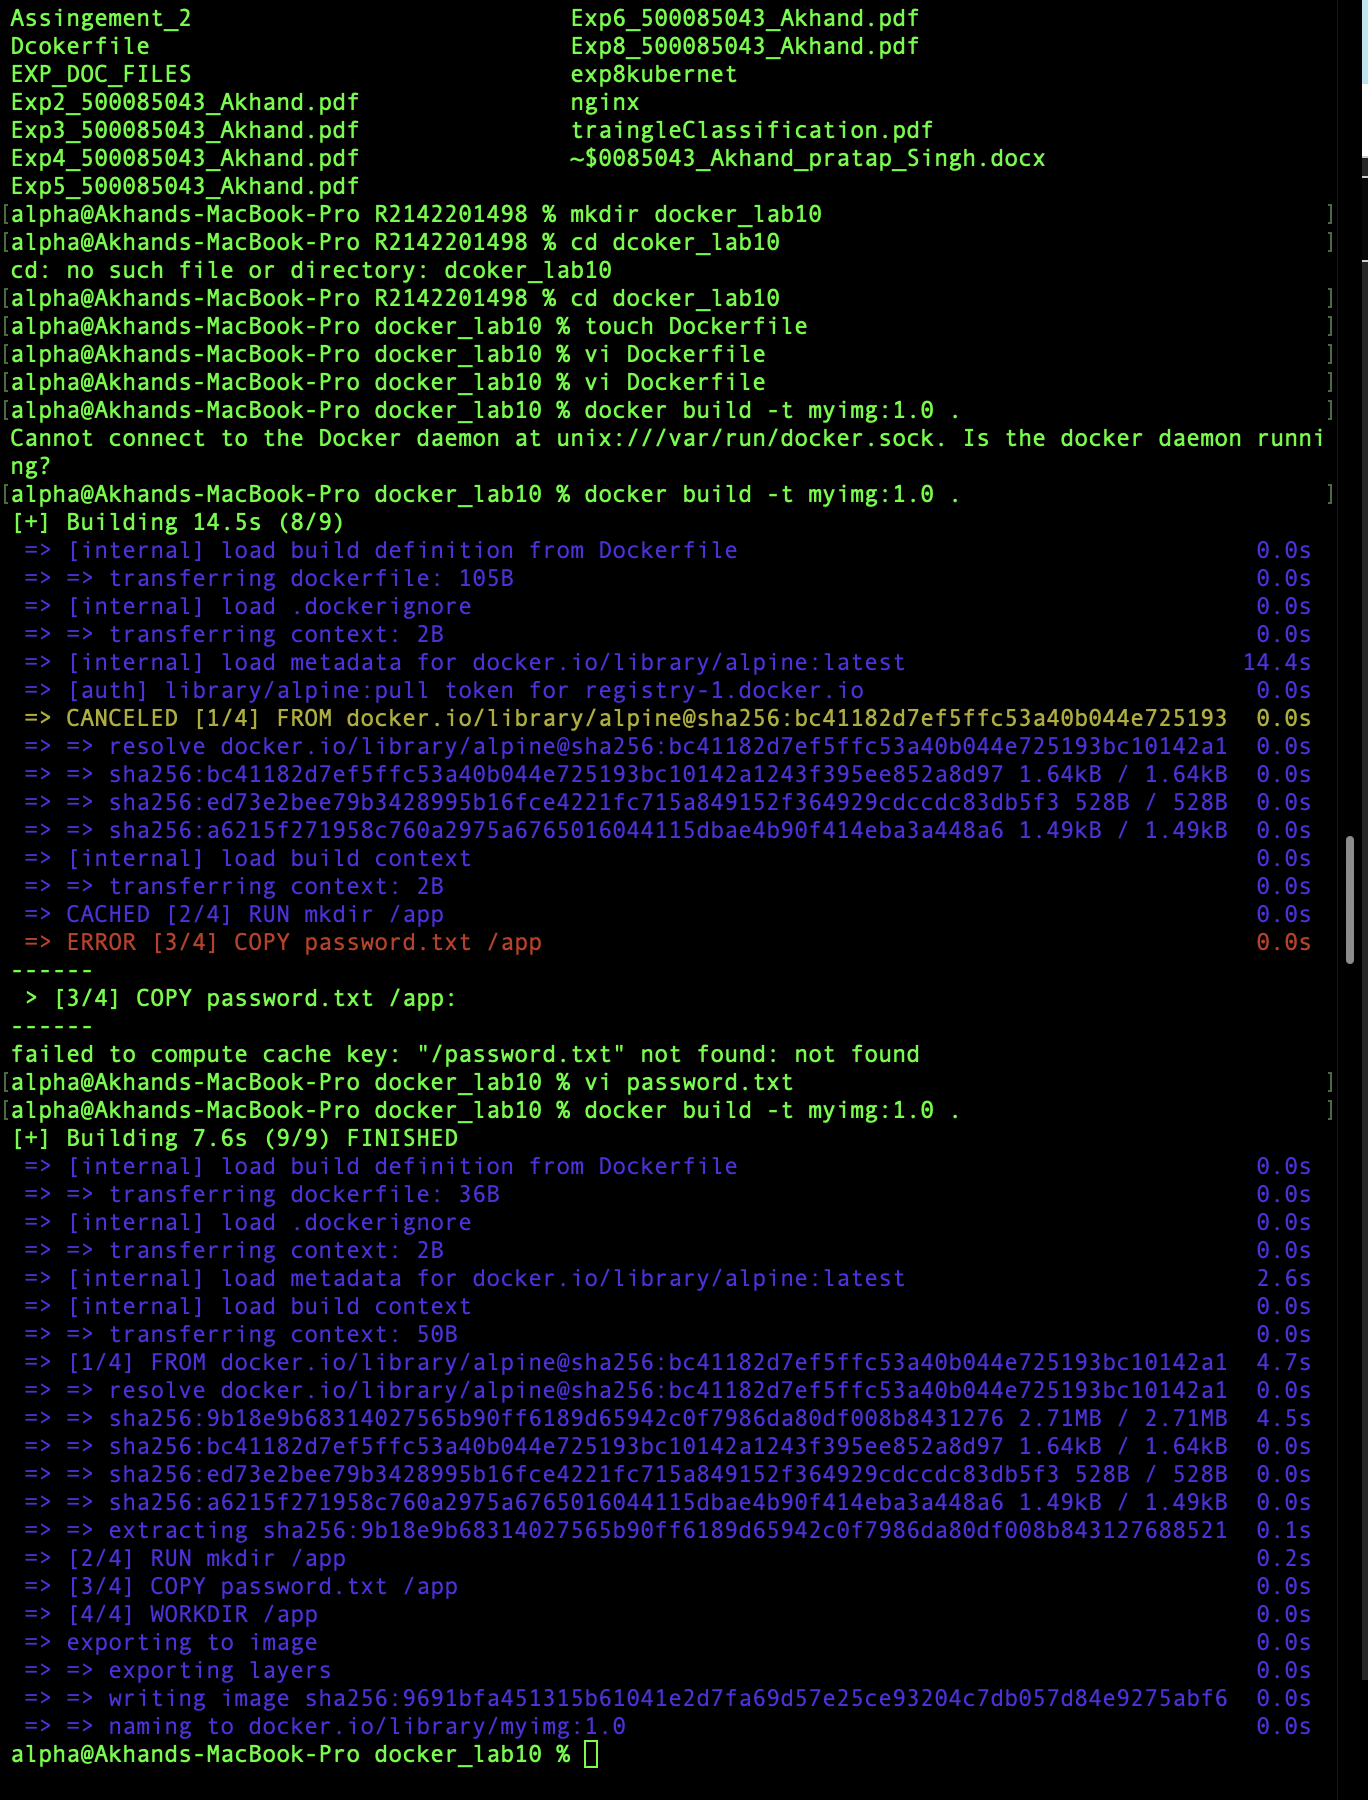 Assingement_2 Exp6_500085043_Akhand.pdf
Dcokerfile Exp8_500085043_Akhand.pdf
EXP_DOC_FILES exp8kubernet
Exp2_500085043_Akhand.pdf nginx
Exp3_500085043_Akhand.pdf traingleClassification.pdf
Exp4_500085043_Akhand.pdf ~$0085043_Akhand_pratap_Singh.docx
Exp5_500085043_Akhand.pdf
[alpha@Akhands-MacBook-Pro R2142201498 % mkdir docker_lab10 ]
[alpha@Akhands-MacBook-Pro R2142201498 % cd dcoker_lab10 ]
cd: no such file or directory: dcoker_lab10
[alpha@Akhands-MacBook-Pro R2142201498 % cd docker_lab10 ]
[alpha@Akhands-MacBook-Pro docker_lab10 % touch Dockerfile ]
[alpha@Akhands-MacBook-Pro docker_lab10 % vi Dockerfile ]
[alpha@Akhands-MacBook-Pro docker_lab10 % vi Dockerfile ]
[alpha@Akhands-MacBook-Pro docker_lab10 % docker build -t myimg:1.0 . ]
Cannot connect to the Docker daemon at unix:///var/run/docker.sock. Is the docker daemon runni
ng?
[alpha@Akhands-MacBook-Pro docker_lab10 % docker build -t myimg:1.0 . ]
[+] Building 14.5s (8/9)
=> [internal] load build definition from Dockerfile 0.0s
=> => transferring dockerfile: 105B 0.0s
=> [internal] load .dockerignore 0.0s
=> => transferring context: 2B 0.0s
=> [internal] load metadata for docker.io/library/alpine:latest 14.4s
=> [auth] library/alpine:pull token for registry-1.docker.io 0.0s
=> CANCELED [1/4] FROM docker.io/library/alpine@sha256:bc41182d7ef5ffc53a40b044e725193 0.0s
=> => resolve docker.io/library/alpine@sha256:bc41182d7ef5ffc53a40b044e725193bc10142a1 0.0s
=> => sha256:bc41182d7ef5ffc53a40b044e725193bc10142a1243f395ee852a8d97 1.64kB / 1.64kB 0.0s
=> => sha256:ed73e2bee79b3428995b16fce4221fc715a849152f364929cdccdc83db5f3 528B / 528B 0.0s
=> => sha256:a6215f271958c760a2975a6765016044115dbae4b90f414eba3a448a6 1.49kB / 1.49kB 0.0s
=> [internal] load build context 0.0s
=> => transferring context: 2B 0.0s
=> CACHED [2/4] RUN mkdir /app 0.0s
=> ERROR [3/4] COPY password.txt /app 0.0s
------
> [3/4] COPY password.txt /app:
------
failed to compute cache key: "/password.txt" not found: not found
[alpha@Akhands-MacBook-Pro docker_lab10 % vi password.txt ]
[alpha@Akhands-MacBook-Pro docker_lab10 % docker build -t myimg:1.0 . ]
[+] Building 7.6s (9/9) FINISHED
=> [internal] load build definition from Dockerfile 0.0s
=> => transferring dockerfile: 36B 0.0s
=> [internal] load .dockerignore 0.0s
=> => transferring context: 2B 0.0s
=> [internal] load metadata for docker.io/library/alpine:latest 2.6s
=> [internal] load build context 0.0s
=> => transferring context: 50B 0.0s
=> [1/4] FROM docker.io/library/alpine@sha256:bc41182d7ef5ffc53a40b044e725193bc10142a1 4.7s
=> => resolve docker.io/library/alpine@sha256:bc41182d7ef5ffc53a40b044e725193bc10142a1 0.0s
=> => sha256:9b18e9b68314027565b90ff6189d65942c0f7986da80df008b8431276 2.71MB / 2.71MB 4.5s
=> => sha256:bc41182d7ef5ffc53a40b044e725193bc10142a1243f395ee852a8d97 1.64kB / 1.64kB 0.0s
=> => sha256:ed73e2bee79b3428995b16fce4221fc715a849152f364929cdccdc83db5f3 528B / 528B 0.0s
=> => sha256:a6215f271958c760a2975a6765016044115dbae4b90f414eba3a448a6 1.49kB / 1.49kB 0.0s
=> => extracting sha256:9b18e9b68314027565b90ff6189d65942c0f7986da80df008b843127688521 0.1s
=> [2/4] RUN mkdir /app 0.2s
=> [3/4] COPY password.txt /app 0.0s
=> [4/4] WORKDIR /app 0.0s
=> exporting to image 0.0s
=> => exporting layers 0.0s
=> => writing image sha256:9691bfa451315b61041e2d7fa69d57e25ce93204c7db057d84e9275abf6 0.0s
=> => naming to docker.io/library/myimg:1.0 0.0s
alpha@Akhands-MacBook-Pro docker_lab10 %